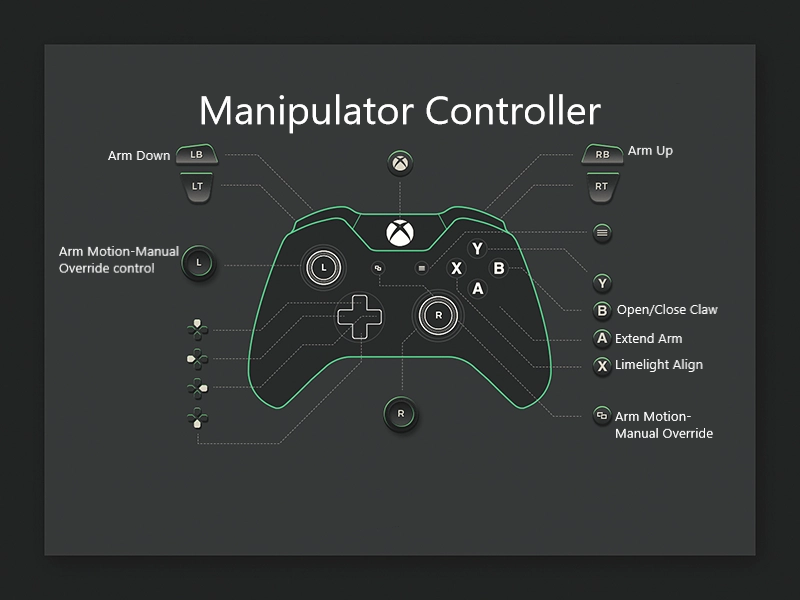 Manipulator Controller
Arm Down
LB
RB
Arm Up
LT
RT
Arm Motion-Manual
Override control
L
L
Y
X
B
A
R
Y
B
Open/Close Claw
A
Extend Arm
X
Limelight Align
R
Arm Motion-
Manual Override